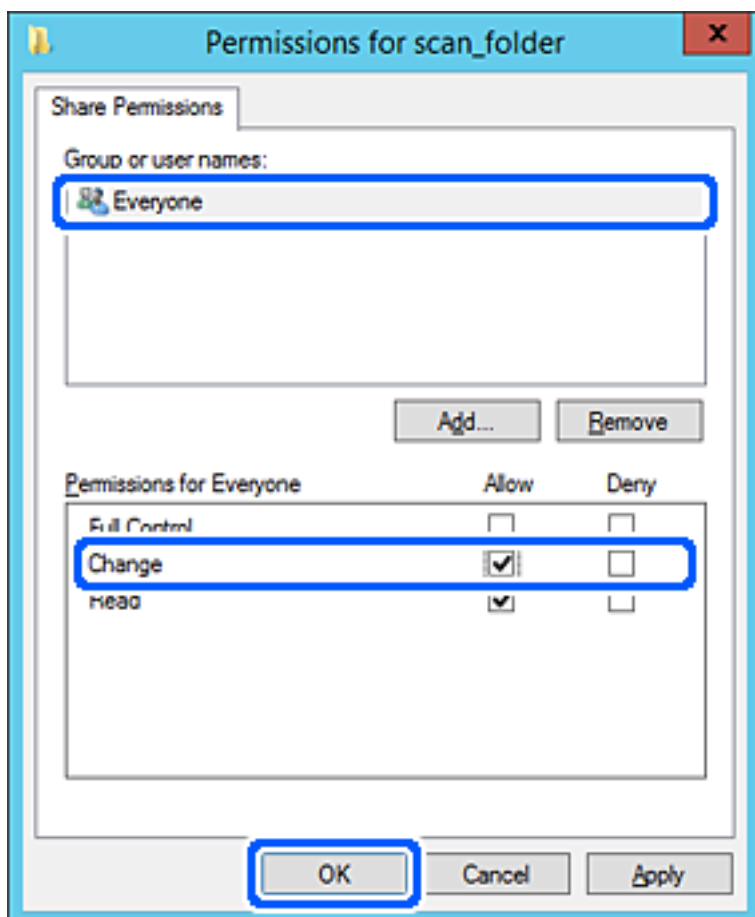 Permissions for scan_folder
x
Share Permissions
Group or user names:
Everyone
Add... Remove
Permissions for Everyone Allow Deny
Full Control
Change
Read
OK Cancel Apply